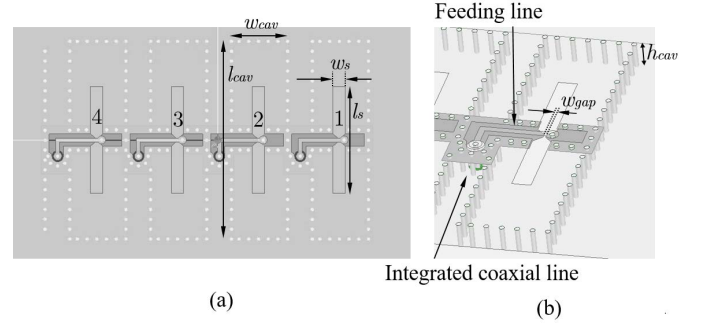 Feeding line
w_cav
h_cav
l_cav
w_s
w_gap
4 3 2 1
l_s
Integrated coaxial line
(a)
(b)